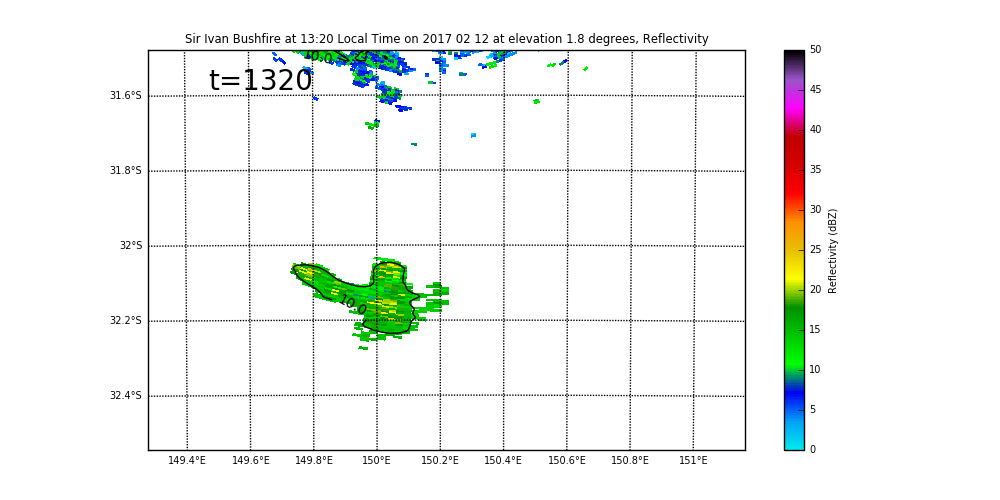 Sir Ivan Bushfire at 13:20 Local Time on 2017 02 12 at elevation 1.8 degrees, Reflectivity
t=1320
10.0
31.6°S
31.8°S
32°S
10.0
32.2°S
32.4°S
149.4°E 149.6°E 149.8°E 150°E 150.2°E 150.4°E 150.6°E 150.8°E 151°E
50
45
40
35
30
25
20
15
10
5
0
Reflectivity (dBZ)